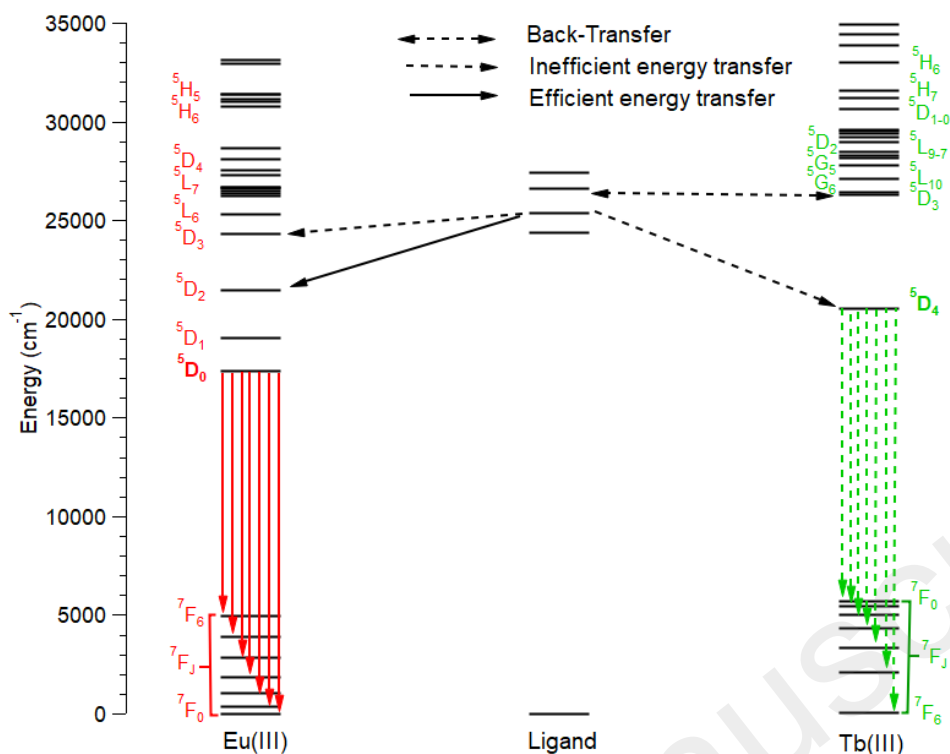 35000
30000
25000
20000
15000
10000
5000
0
Energy (cm⁻¹)
Back-Transfer
Inefficient energy transfer
Efficient energy transfer
⁵H₅
⁵H₆
⁵D₄
⁵L₇
⁵L₆
⁵D₃
⁵D₂
⁵D₁
⁵D₀
⁷F₆
⁷F_J
⁷F₀
⁵H₆
⁵H₇
⁵D₁₋₀
⁵D₂
⁵L₉₋₇
⁵G₅
⁵L₁₀
⁵G₆
⁵D₃
⁵D₄
⁷F₀
⁷F_J
⁷F₆
Eu(III)
Ligand
Tb(III)